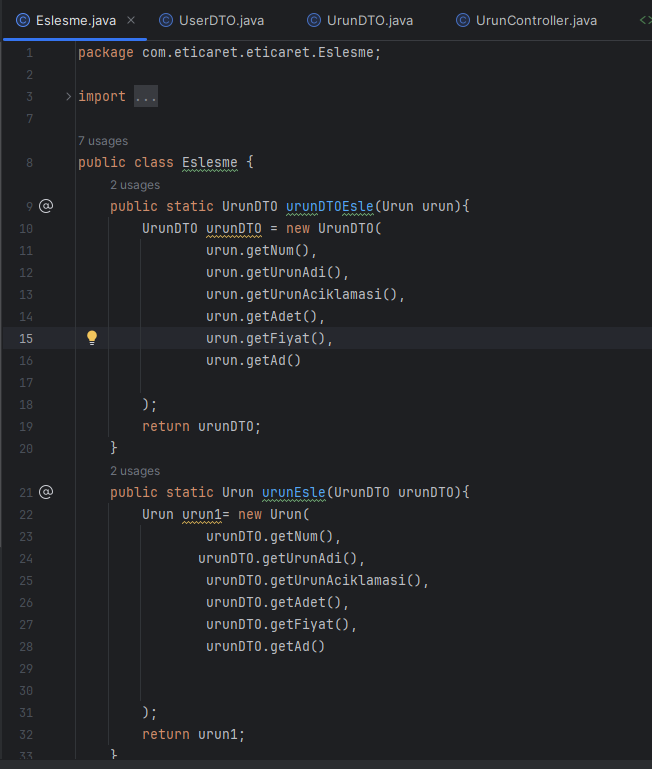 Eslesme.java × UserDTO.java UrunDTO.java UrunController.java <>
1 package com.eticaret.eticaret.Eslesme;
2
3 > import ...
7
7 usages
8 public class Eslesme {
2 usages
9 @ public static UrunDTO urunDTOEsle(Urun urun){
10 UrunDTO urunDTO = new UrunDTO(
11 urun.getNum(),
12 urun.getUrunAdi(),
13 urun.getUrunAciklamasi(),
14 urun.getAdet(),
15 urun.getFiyat(),
16 urun.getAd()
17
18 );
19 return urunDTO;
20 }
2 usages
21 @ public static Urun urunEsle(UrunDTO urunDTO){
22 Urun urun1= new Urun(
23 urunDTO.getNum(),
24 urunDTO.getUrunAdi(),
25 urunDTO.getUrunAciklamasi(),
26 urunDTO.getAdet(),
27 urunDTO.getFiyat(),
28 urunDTO.getAd()
29
30
31 );
32 return urun1;
33 }